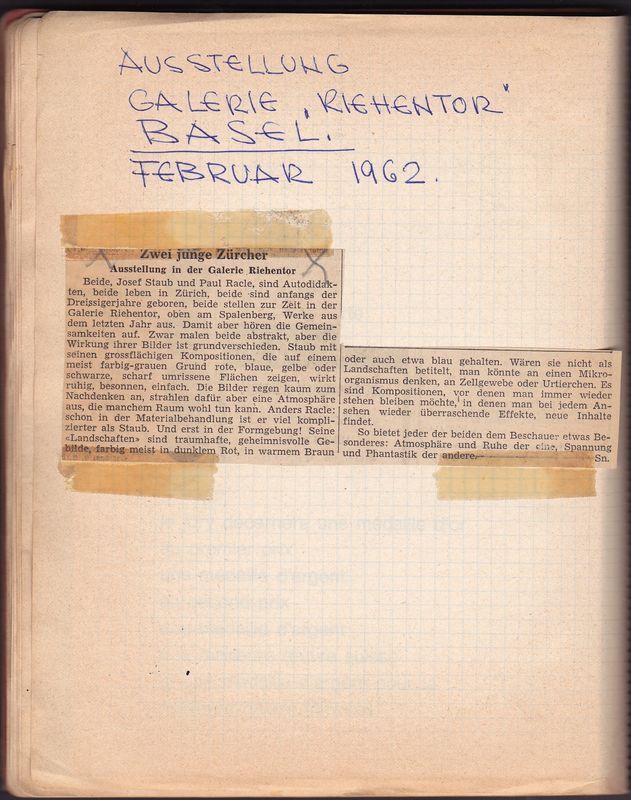 AUSSTELLUNG
GALERIE „RIEHENTOR"
BASEL.
FEBRUAR 1962.
Zwei junge Zürcher
Ausstellung in der Galerie Riehentor
Beide, Josef Staub und Paul Racle, sind Autodidak-
ten, beide leben in Zürich, beide sind anfangs der
Dreissigerjahre geboren, beide stellen zur Zeit in der
Galerie Riehentor, oben am Spalenberg, Werke aus
dem letzten Jahr aus. Damit aber hören die Gemein-
samkeiten auf. Zwar malen beide abstrakt, aber die
Wirkung ihrer Bilder ist grundverschieden. Staub mit
seinen grossflächigen Kompositionen, die auf einem
meist farbig-grauen Grund rote, blaue, gelbe oder
schwarze, scharf umrissene Flächen zeigen, wirkt
ruhig, besonnen, einfach. Die Bilder regen kaum zum
Nachdenken an, strahlen dafür aber eine Atmosphäre
aus, die manchem Raum wohl tun kann. Anders Racle:
schon in der Materialbehandlung ist er viel kompli-
zierter als Staub. Und erst in der Formgebung! Seine
«Landschaften» sind traumhafte, geheimnisvolle Ge-
bilde, farbig meist in dunklem Rot, in warmem Braun
oder auch etwa blau gehalten. Wären sie nicht als
Landschaften betitelt, man könnte an einen Mikro-
organismus denken, an Zellgewebe oder Urtierchen. Es
sind Kompositionen, vor denen man immer wieder
stehen bleiben möchte, in denen man bei jedem An-
sehen wieder überraschende Effekte, neue Inhalte
findet.
So bietet jeder der beiden dem Beschauer etwas Be-
sonderes: Atmosphäre und Ruhe der eine, Spannung
und Phantastik der andere. Sn.